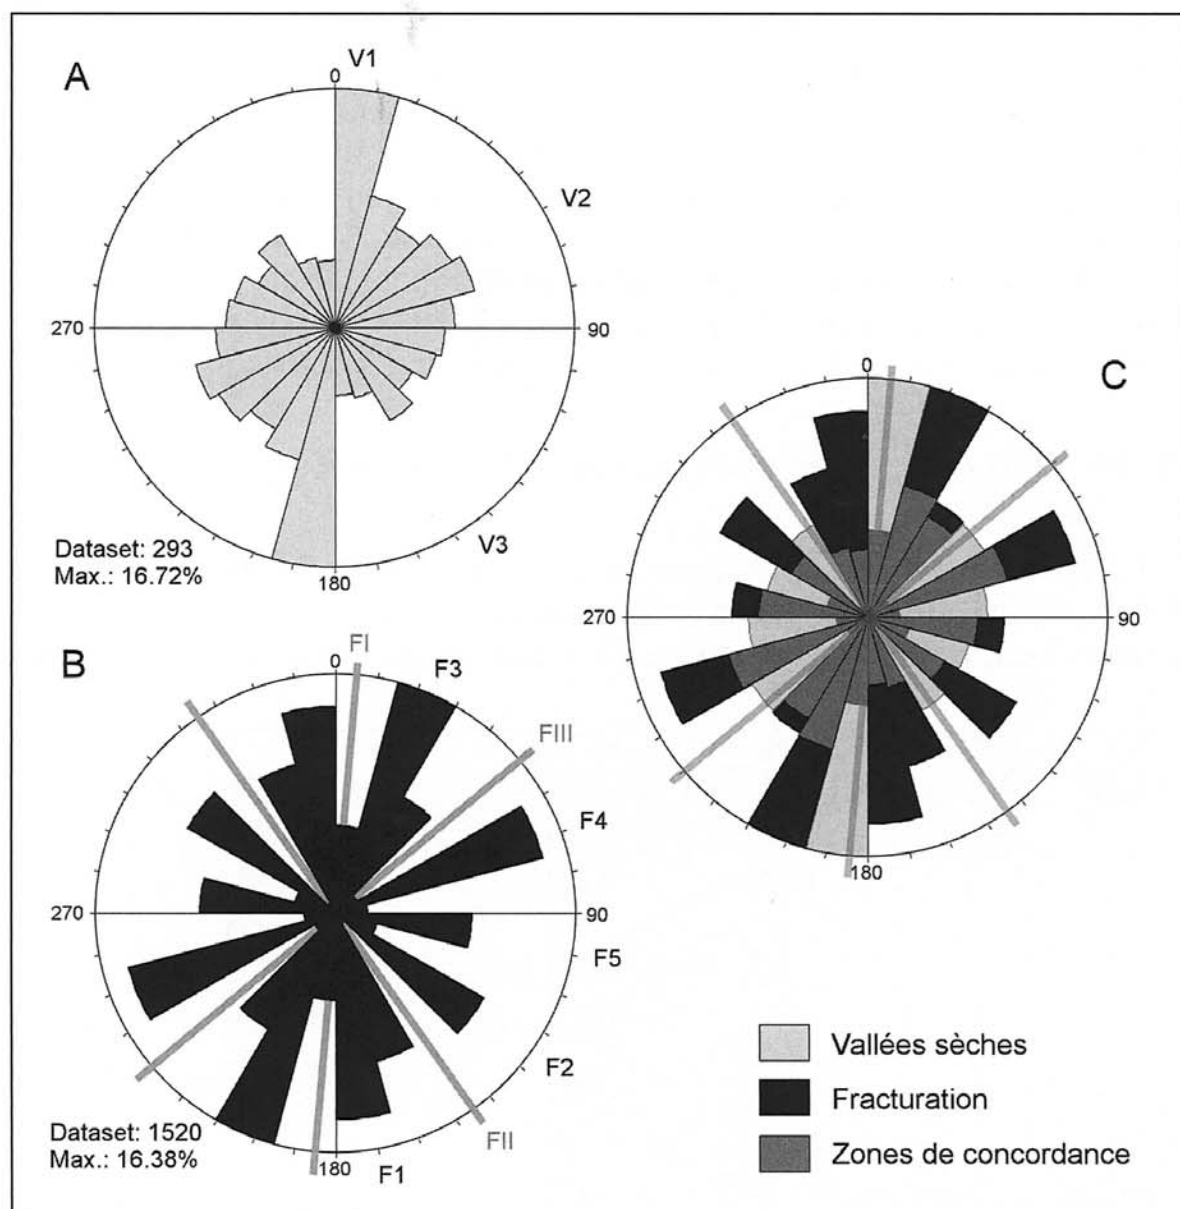 A
V1
0
V2
270
90
V3
180
Dataset: 293
Max.: 16.72%
B
FI
0
F3
FIII
F4
270
90
F5
F2
FII
F1
180
Dataset: 1520
Max.: 16.38%
C
0
270
90
180
Vallées sèches
Fracturation
Zones de concordance